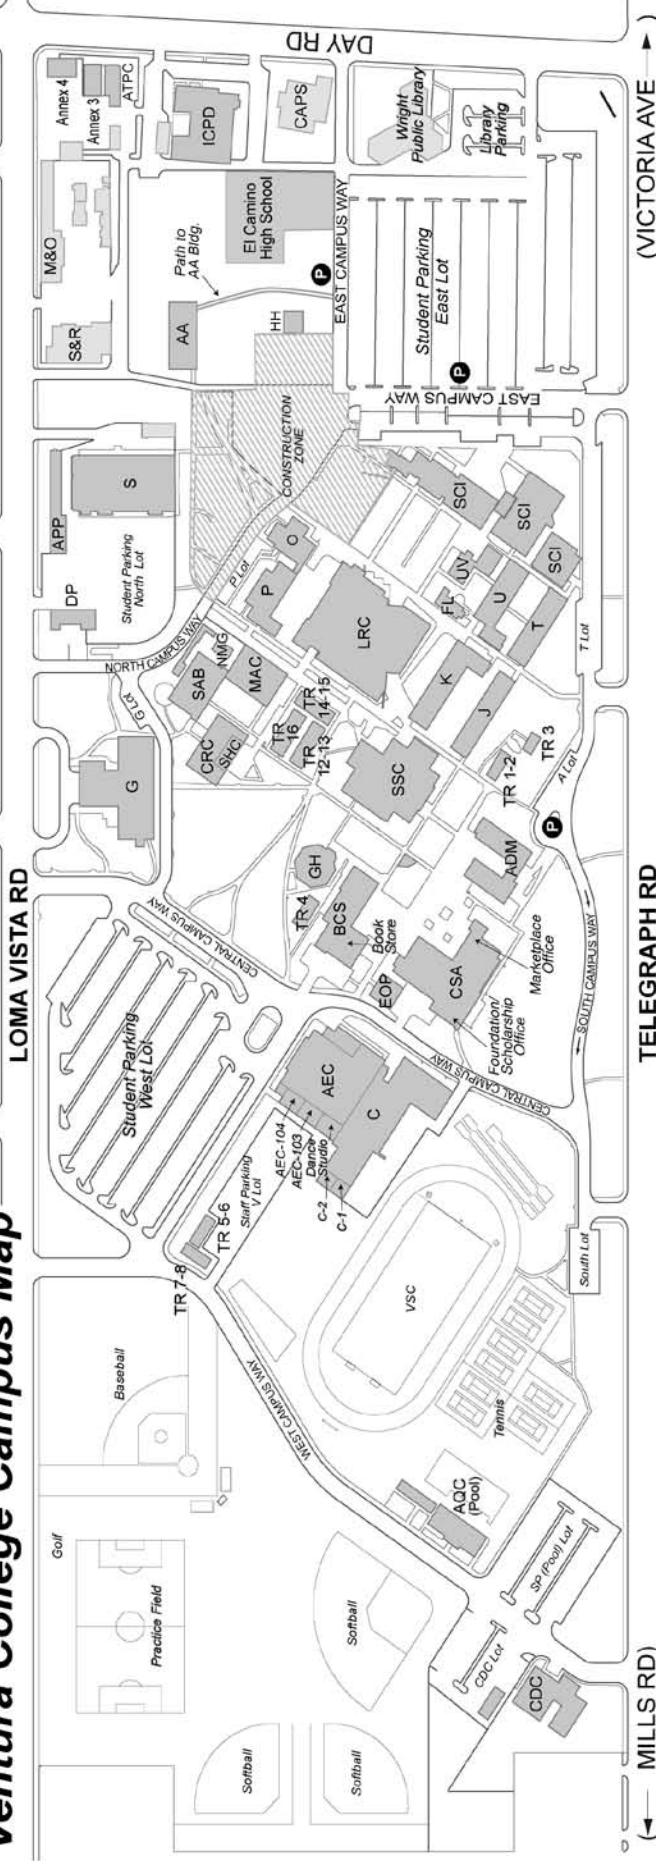 Ventura College Campus Map
LOMA VISTA RD
TELEGRAPH RD
DAY RD
(VICTORIA AVE
)
(
MILLS RD)
Golf
Baseball
Practice Field
Softball
Softball
Softball
WEST CAMPUS WAY
CDC Lot
CDC
SP (Pool) Lot
AQC
(Pool)
Tennis
VSC
South Lot
Student Parking
West Lot
TR 7-8
TR 5-6
Staff Parking
V Lot
AEC-104
AEC-103
Dance
Studio
C-2
C-1
AEC
C
CENTRAL CAMPUS WAY
CENTRAL CAMPUS WAY
CENTRAL CAMPUS WAY
SOUTH CAMPUS WAY
EOP
CSA
Foundation/
Scholarship
Office
Marketplace
Office
Book
Store
BCS
TR 4
GH
ADM
P
A Lot
TR 1-2
TR 3
G
G Lot
NORTH CAMPUS WAY
CRC
SHC
SAB
NMG
MAC
TR
16
TR
12-13
TR
14-15
SSC
LRC
K
J
P
O
P Lot
FL
UV
U
T
T Lot
SCI
SCI
SCI
DP
APP
S
Student Parking
North Lot
CONSTRUCTION
ZONE
S&R
M&O
AA
Path to
AA Bldg.
HH
El Camino
High School
P
EAST CAMPUS WAY
EAST CAMPUS WAY
P
Student Parking
East Lot
Annex 4
Annex 3
ATPC
ICPD
CAPS
Wright
Public Library
Library
Parking